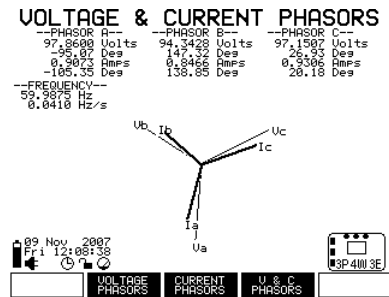 VOLTAGE & CURRENT PHASORS
--PHASOR A-- --PHASOR B-- --PHASOR C--
97.8600 Volts 94.3428 Volts 97.1507 Volts
-95.07 Deg 147.32 Deg 26.93 Deg
0.9073 Amps 0.8466 Amps 0.9306 Amps
-105.35 Deg 138.85 Deg 20.18 Deg
--FREQUENCY--
59.9875 Hz
0.0410 Hz/s
Vb Ib Vc
Ic
Ia
Va
09 Nov 2007
Fri 12:08:38
3P4W3E
VOLTAGE PHASORS CURRENT PHASORS V & C PHASORS